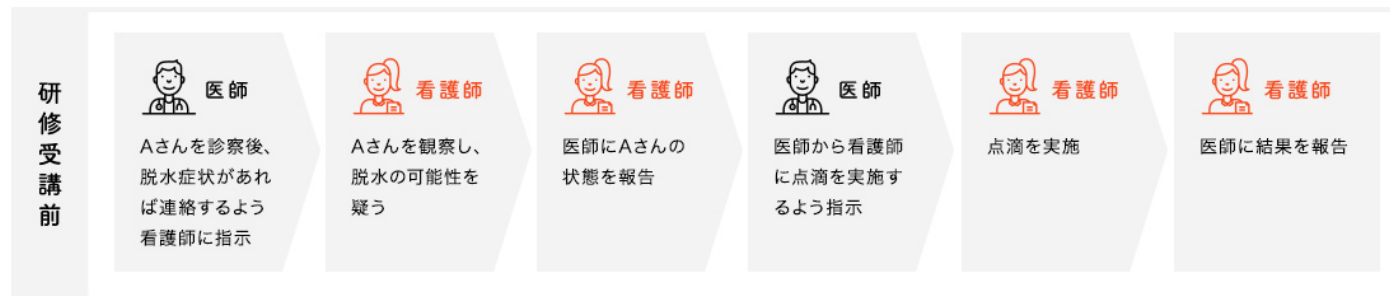 研修受講前
医師
Aさんを診察後、
脱水症状があれ
ば連絡するよう
看護師に指示
看護師
Aさんを観察し、
脱水の可能性を
疑う
看護師
医師にAさんの
状態を報告
医師
医師から看護師
に点滴を実施す
るよう指示
看護師
点滴を実施
看護師
医師に結果を報告